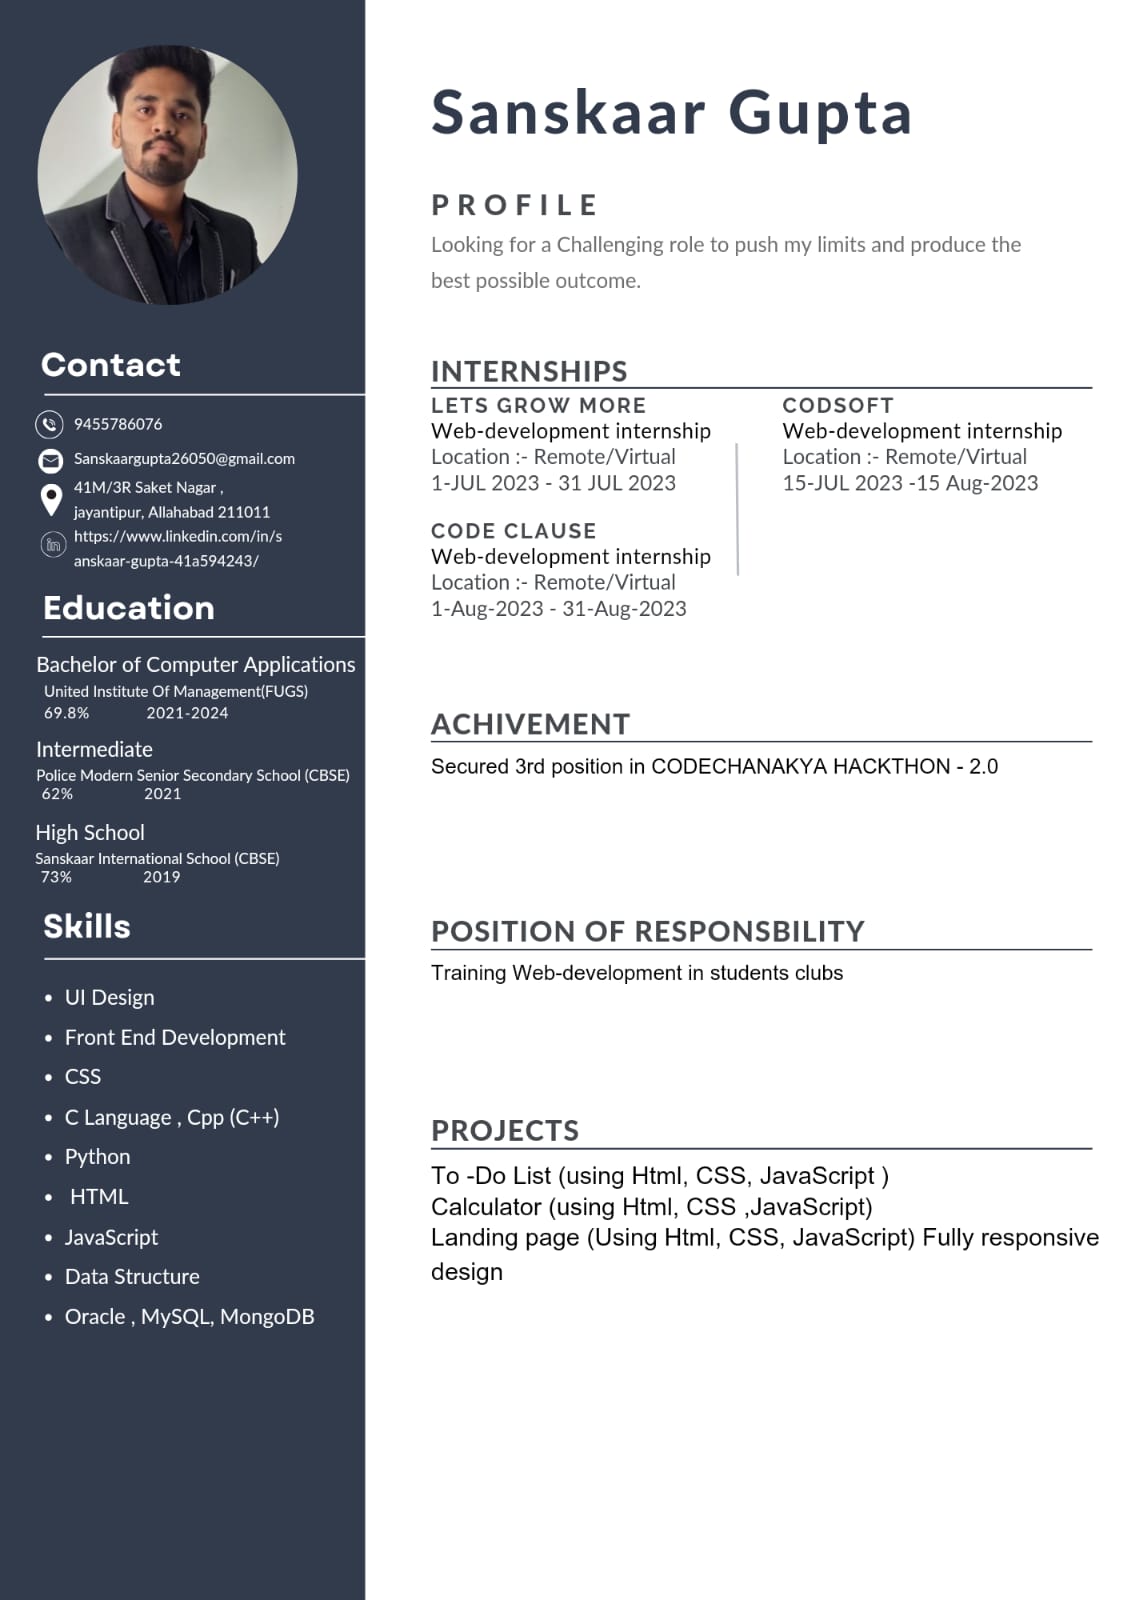 Sanskaar Gupta
PROFILE
Looking for a Challenging role to push my limits and produce the
best possible outcome.
Contact
9455786076
Sanskaargupta26050@gmail.com
41M/3R Saket Nagar ,
jayantipur, Allahabad 211011
https://www.linkedin.com/in/s
anskaar-gupta-41a594243/
Education
Bachelor of Computer Applications
United Institute Of Management(FUGS)
69.8% 2021-2024
Intermediate
Police Modern Senior Secondary School (CBSE)
62% 2021
High School
Sanskaar International School (CBSE)
73% 2019
Skills
• UI Design
• Front End Development
• CSS
• C Language , Cpp (C++)
• Python
• HTML
• JavaScript
• Data Structure
• Oracle , MySQL, MongoDB
INTERNSHIPS
LETS GROW MORE
Web-development internship
Location :- Remote/Virtual
1-JUL 2023 - 31 JUL 2023
CODE CLAUSE
Web-development internship
Location :- Remote/Virtual
1-Aug-2023 - 31-Aug-2023
CODSOFT
Web-development internship
Location :- Remote/Virtual
15-JUL 2023 -15 Aug-2023
ACHIVEMENT
Secured 3rd position in CODECHANAKYA HACKTHON - 2.0
POSITION OF RESPONSBILITY
Training Web-development in students clubs
PROJECTS
To -Do List (using Html, CSS, JavaScript )
Calculator (using Html, CSS ,JavaScript)
Landing page (Using Html, CSS, JavaScript) Fully responsive
design